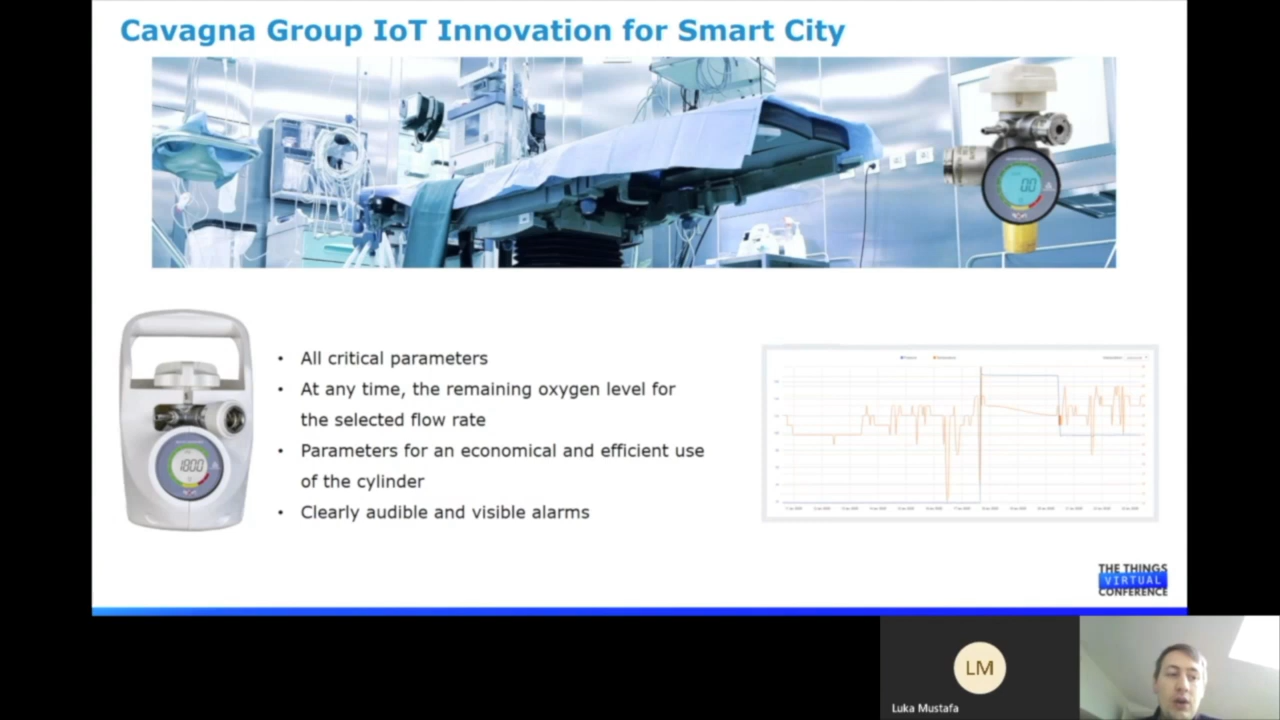 Cavagna Group IoT Innovation for Smart City
00
1800
• All critical parameters
• At any time, the remaining oxygen level for
the selected flow rate
• Parameters for an economical and efficient use
of the cylinder
• Clearly audible and visible alarms
THE THINGS
VIRTUAL
CONFERENCE
LM
Luka Mustafa